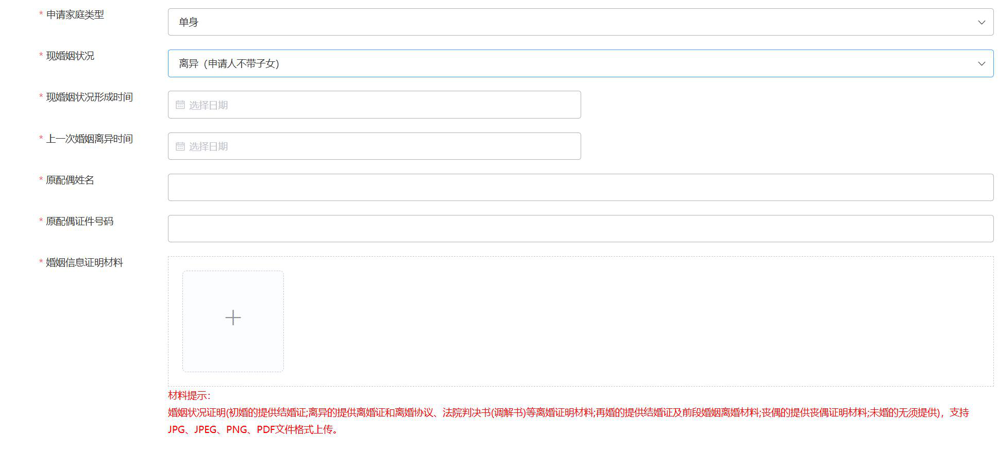 * 申请家庭类型
单身
* 现婚姻状况
离异（申请人不带子女）
* 现婚姻状况形成时间
选择日期
* 上一次婚姻离异时间
选择日期
* 原配偶姓名
* 原配偶证件号码
* 婚姻信息证明材料
材料提示：
婚姻状况证明(初婚的提供结婚证;离异的提供离婚证和离婚协议、法院判决书(调解书)等离婚证明材料;再婚的提供结婚证及前段婚姻离婚材料;丧偶的提供丧偶证明材料;未婚的无须提供)，支持
JPG、JPEG、PNG、PDF文件格式上传。